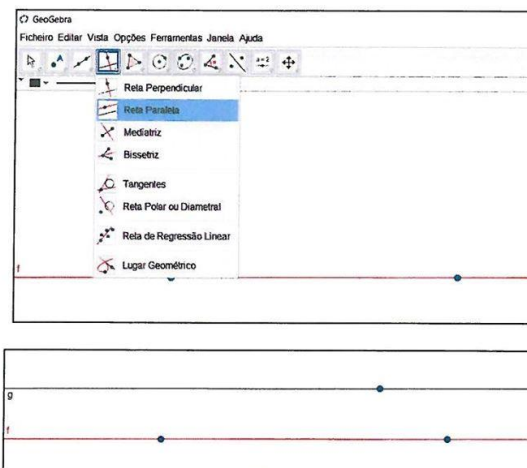 GeoGebra
Ficheiro Editar Vista Opções Ferramentas Janela Ajuda
A
a=2
Reta Perpendicular
Reta Paralela
Mediatriz
Bissetriz
Tangentes
Reta Polar ou Diametral
Reta de Regressão Linear
Lugar Geométrico
f
g
f